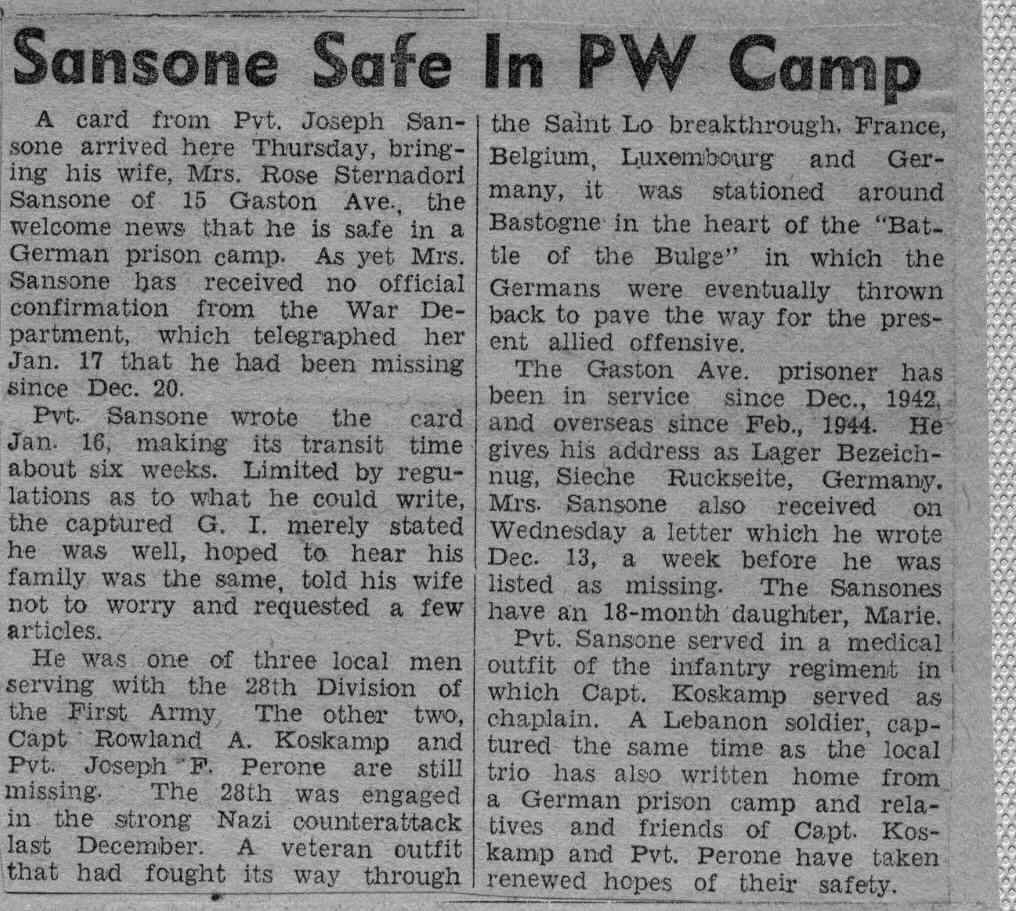 Sansone Safe In PW Camp
A card from Pvt. Joseph San-
sone arrived here Thursday, bring-
ing his wife, Mrs. Rose Sternadori
Sansone of 15 Gaston Ave., the
welcome news that he is safe in a
German prison camp. As yet Mrs.
Sansone has received no official
confirmation from the War De-
partment, which telegraphed her
Jan. 17 that he had been missing
since Dec. 20.
Pvt. Sansone wrote the card
Jan. 16, making its transit time
about six weeks. Limited by regu-
lations as to what he could write,
the captured G. I. merely stated
he was well, hoped to hear his
family was the same, told his wife
not to worry and requested a few
articles.
He was one of three local men
serving with the 28th Division of
the First Army. The other two,
Capt Rowland A. Koskamp and
Pvt. Joseph F. Perone are still
missing. The 28th was engaged
in the strong Nazi counterattack
last December. A veteran outfit
that had fought its way through
the Saint Lo breakthrough, France,
Belgium, Luxembourg and Ger-
many, it was stationed around
Bastogne in the heart of the "Bat-
tle of the Bulge" in which the
Germans were eventually thrown
back to pave the way for the pres-
ent allied offensive.
The Gaston Ave. prisoner has
been in service since Dec., 1942,
and overseas since Feb., 1944. He
gives his address as Lager Bezeich-
nug, Sieche Ruckseite, Germany.
Mrs. Sansone also received on
Wednesday a letter which he wrote
Dec. 13, a week before he was
listed as missing. The Sansones
have an 18-month daughter, Marie.
Pvt. Sansone served in a medical
outfit of the infantry regiment in
which Capt. Koskamp served as
chaplain. A Lebanon soldier, cap-
tured the same time as the local
trio has also written home from
a German prison camp and rela-
tives and friends of Capt. Kos-
kamp and Pvt. Perone have taken
renewed hopes of their safety.